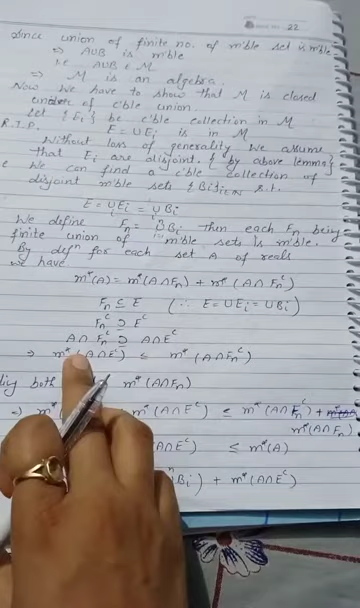 22
Since union of finite no. of m'ble set is m'ble
⇒ A∪B is m'ble
i.e. A∪B ∈ M
⇒ M is an algebra.
Now we have to show that M is closed
under of c'ble union.
Let {Ei} be c'ble collection in M
R.T.P. E = ∪Ei is in M
Without loss of generality we assume
that Ei are disjoint. { by above lemma }
We can find a c'ble collection of
disjoint m'ble sets {Bi} s.t.
E = ∪Ei = ∪Bi
We define Fn = ∪Bi Then each Fn being
finite union of m'ble sets is m'ble.
By defn for each set A of reals
we have
m*(A) = m*(A∩Fn) + m*(A∩Fnᶜ)
Fn ⊆ E (∵ E = ∪Ei = ∪Bi)
Fnᶜ ⊇ Eᶜ
A∩Fnᶜ ⊇ A∩Eᶜ
⇒ m*(A∩Eᶜ) ≤ m*(A∩Fnᶜ)
both m*(A∩Fn)
⇒ m* m*(A∩Eᶜ) ≤ m*(A∩Fnᶜ) +
m*(A∩Fn)
(A∩Eᶜ) ≤ m*(A)
Bi) + m*(A∩Eᶜ)